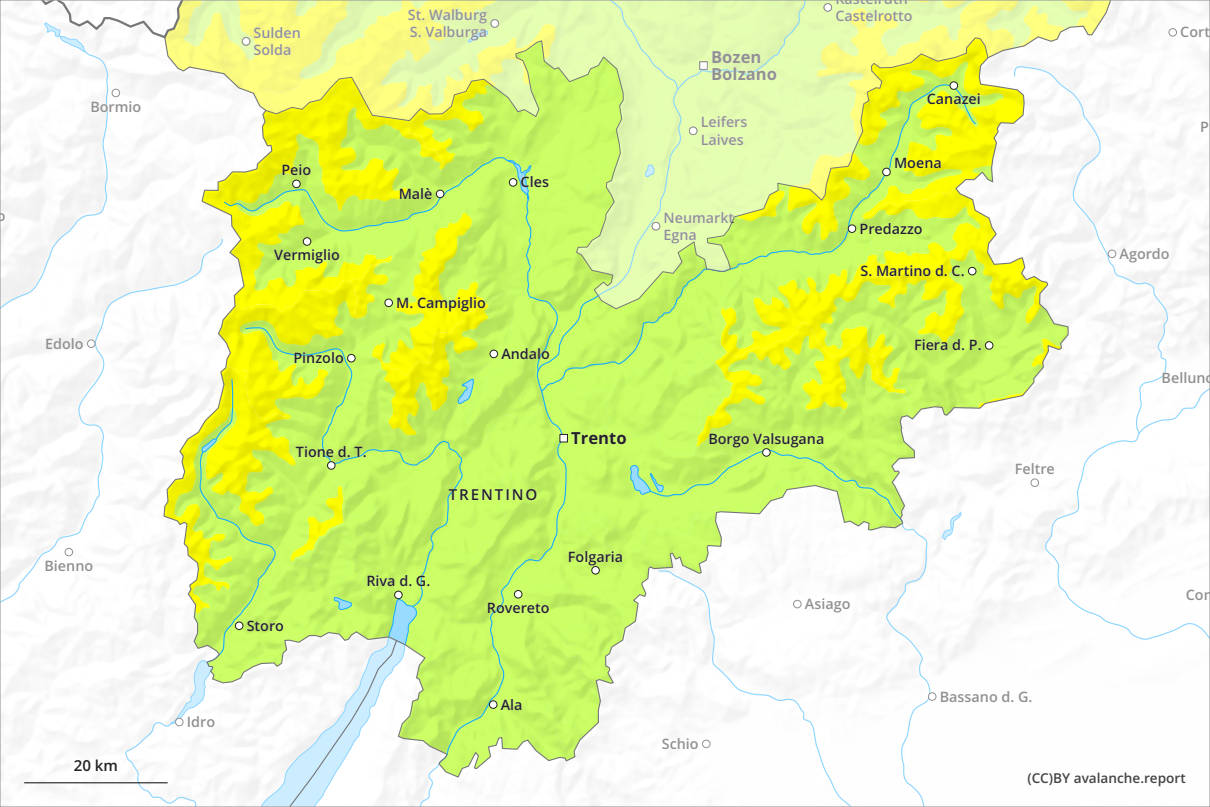 St. Walburg
S. Valburga
Kastelruth
Castelrotto
Sulden
Solda
Cort
Bozen
Bolzano
Bormio
Canazei
Leifers
Laives
P
Peio
Moena
Malè
Cles
Neumarkt
Egna
Predazzo
Vermiglio
Agordo
S. Martino d. C.
M. Campiglio
Edolo
Pinzolo
Andalo
Fiera d. P.
Bellund
Trento
Borgo Valsugana
Tione d. T.
Feltre
TRENTINO
Bienno
Folgaria
Riva d. G.
Cor
Rovereto
Asiago
Storo
Bassano d. G.
Ala
Idro
Schio
20 km
(CC)BY avalanche.report